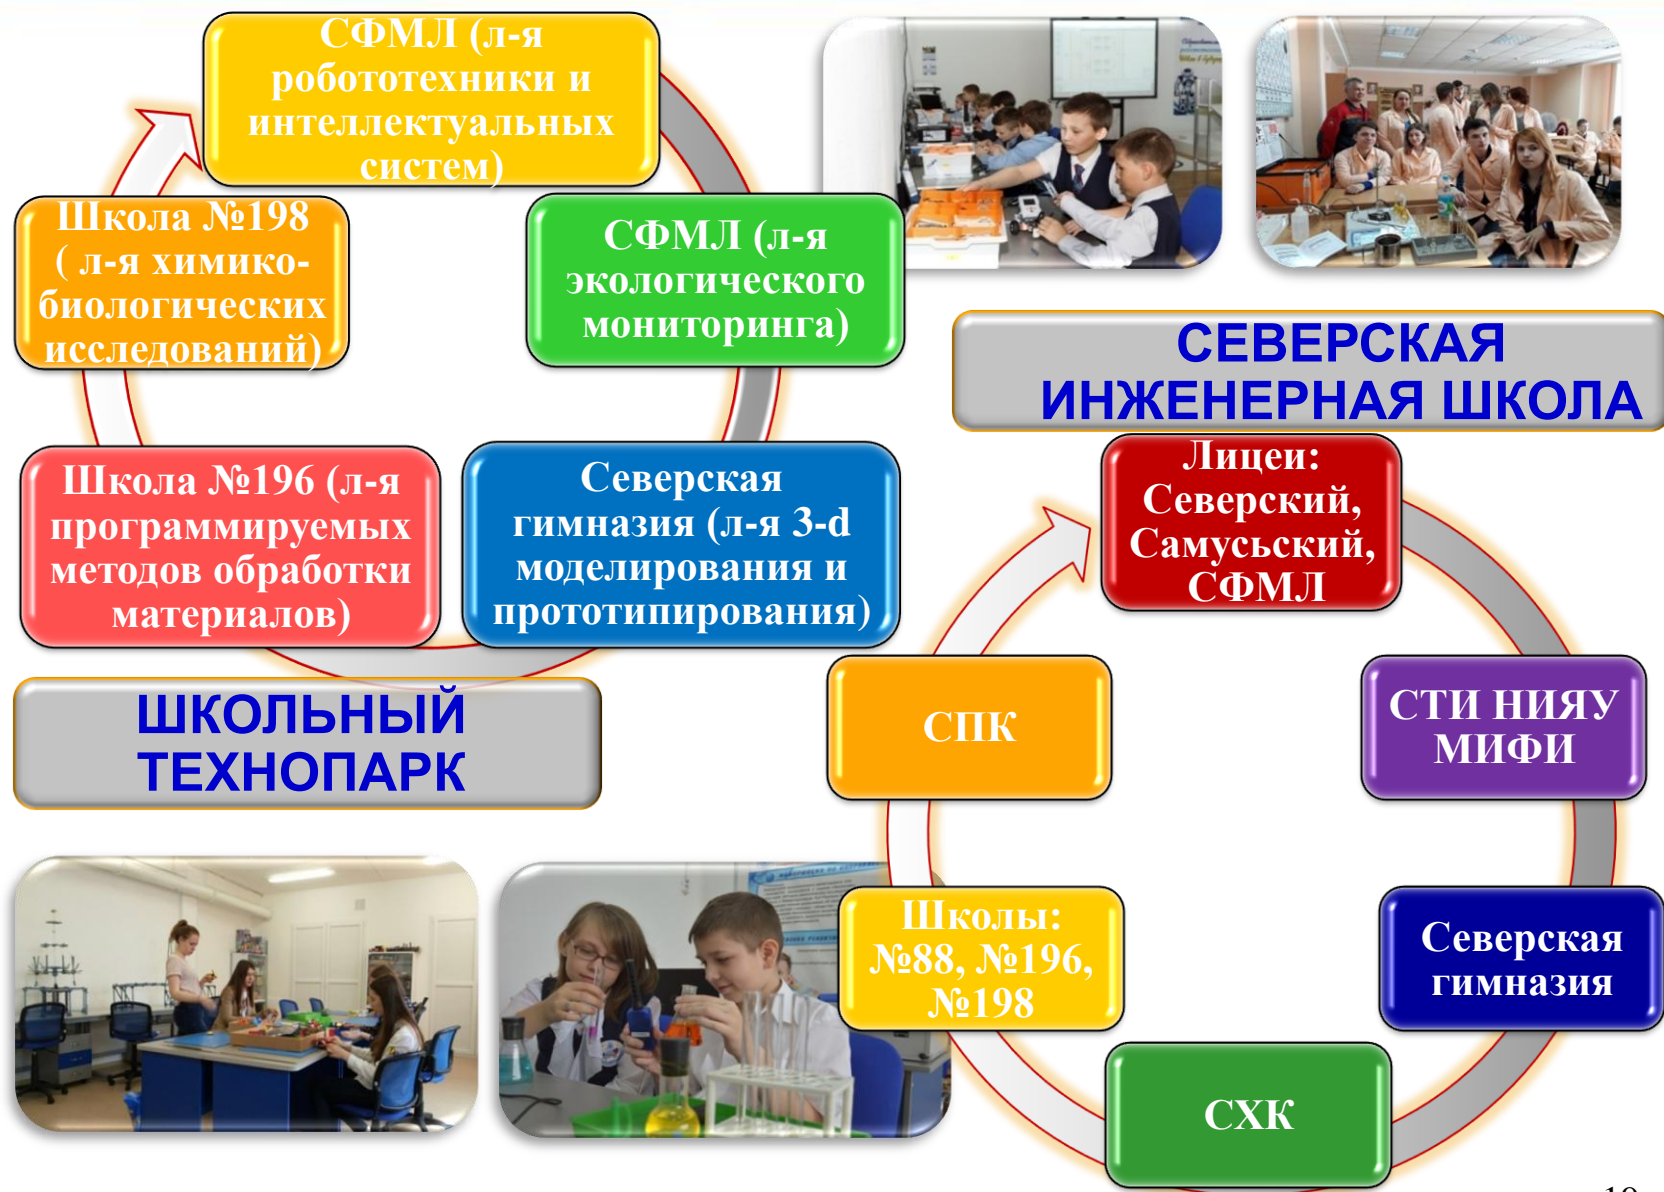 СФМЛ (л-я
робототехники и
интеллектуальных
систем)
Школа №198
( л-я химико-
биологических
исследований)
СФМЛ (л-я
экологического
мониторинга)
Школа №196 (л-я
программируемых
методов обработки
материалов)
Северская
гимназия (л-я 3-d
моделирования и
прототипирования)
ШКОЛЬНЫЙ
ТЕХНОПАРК
СЕВЕРСКАЯ
ИНЖЕНЕРНАЯ ШКОЛА
Лицеи:
Северский,
Самусьский,
СФМЛ
СПК
СТИ НИЯУ
МИФИ
Школы:
№88, №196,
№198
Северская
гимназия
СХК